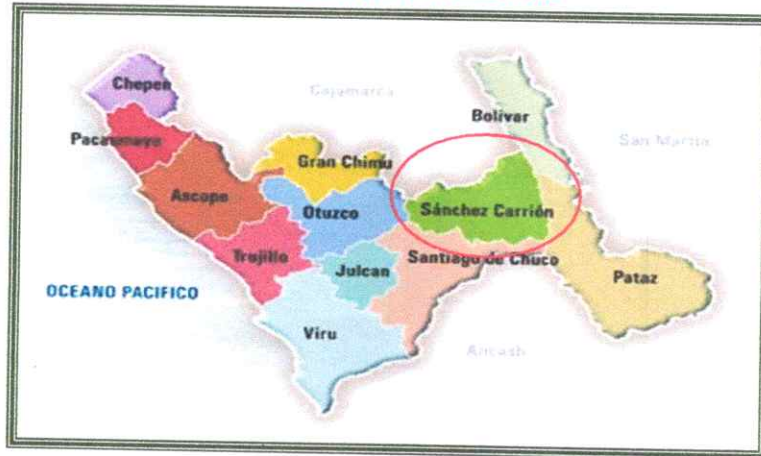 Chepen
Cajamarca
Bolivar
Pacasmayo
San Martin
Gran Chimu
Ascope
Otuzco
Sánchez Carrión
Trujillo
Julcan
Santiago de Chuco
Pataz
OCEANO PACIFICO
Viru
Ancash